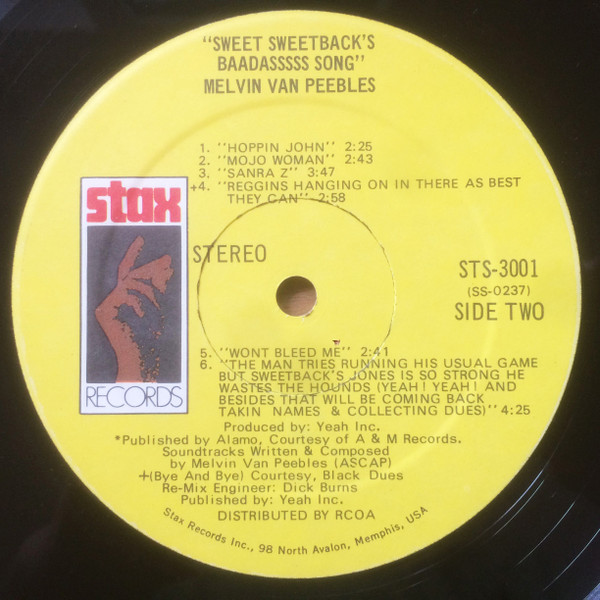 "SWEET SWEETBACK'S
BAADASSSSS SONG"
MELVIN VAN PEEBLES
1. "HOPPIN JOHN" 2:25
2. "MOJO WOMAN" 2:43
3. "SANRA Z" 3:47
+4. "REGGINS HANGING ON IN THERE AS BEST
THEY CAN" 2:58
stax
RECORDS
STEREO
STS-3001
(SS-0237)
SIDE TWO
5. "WONT BLEED ME" 2:41
6. "THE MAN TRIES RUNNING HIS USUAL GAME
BUT SWEETBACK'S JONES IS SO STRONG HE
WASTES THE HOUNDS (YEAH! YEAH! AND
BESIDES THAT WILL BE COMING BACK
TAKIN NAMES & COLLECTING DUES)" 4:25
Produced by: Yeah Inc.
*Published by Alamo, Courtesy of A & M Records.
Soundtracks Written & Composed
by Melvin Van Peebles (ASCAP)
+(Bye And Bye) Courtesy, Black Dues
Re-Mix Engineer: Dick Burns
Published by: Yeah Inc.
DISTRIBUTED BY RCOA
Stax Records Inc., 98 North Avalon, Memphis, USA